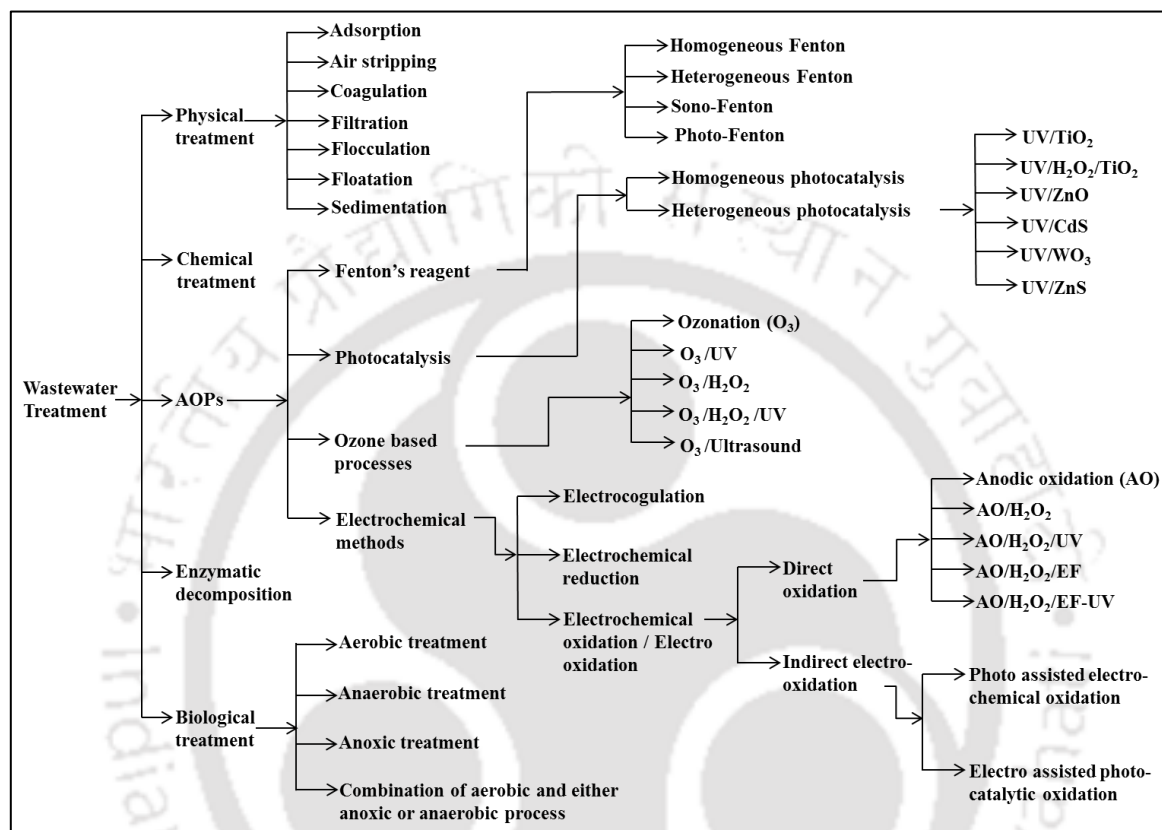 Wastewater
Treatment
Physical
treatment
Adsorption
Air stripping
Coagulation
Filtration
Flocculation
Floatation
Sedimentation
Chemical
treatment
AOPs
Fenton's reagent
Homogeneous Fenton
Heterogeneous Fenton
Sono-Fenton
Photo-Fenton
Photocatalysis
Homogeneous photocatalysis
Heterogeneous photocatalysis
UV/TiO₂
UV/H₂O₂/TiO₂
UV/ZnO
UV/CdS
UV/WO₃
UV/ZnS
Ozone based
processes
Ozonation (O₃)
O₃/UV
O₃/H₂O₂
O₃/H₂O₂/UV
O₃/Ultrasound
Electrochemical
methods
Electrocogulation
Electrochemical
reduction
Electrochemical
oxidation / Electro
oxidation
Direct
oxidation
Anodic oxidation (AO)
AO/H₂O₂
AO/H₂O₂/UV
AO/H₂O₂/EF
AO/H₂O₂/EF-UV
Indirect electro-
oxidation
Photo assisted electro-
chemical oxidation
Electro assisted photo-
catalytic oxidation
Enzymatic
decomposition
Biological
treatment
Aerobic treatment
Anaerobic treatment
Anoxic treatment
Combination of aerobic and either
anoxic or anaerobic process
प्रौद्योगिकी संस्थान